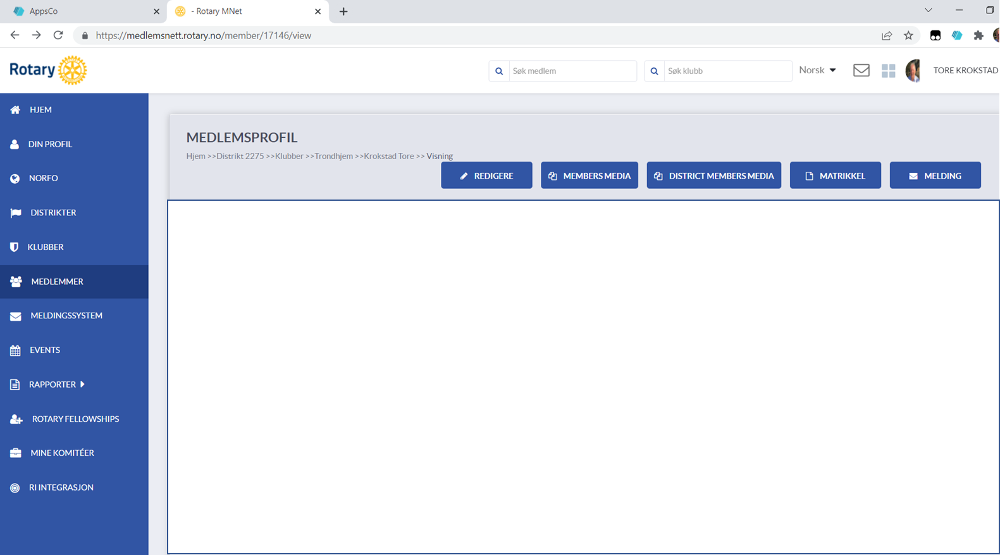 AppsCo
- Rotary MNet
https://medlemsnett.rotary.no/member/17146/view
Rotary
Søk medlem
Søk klubb
Norsk
TORE KROKSTAD
HJEM
DIN PROFIL
NORFO
DISTRIKTER
KLUBBER
MEDLEMMER
MELDINGSSYSTEM
EVENTS
RAPPORTER
ROTARY FELLOWSHIPS
MINE KOMITÉER
RI INTEGRASJON
MEDLEMSPROFIL
Hjem >>Distrikt 2275 >>Klubber >>Trondhjem >>Krokstad Tore >> Visning
REDIGERE
MEMBERS MEDIA
DISTRICT MEMBERS MEDIA
MATRIKKEL
MELDING